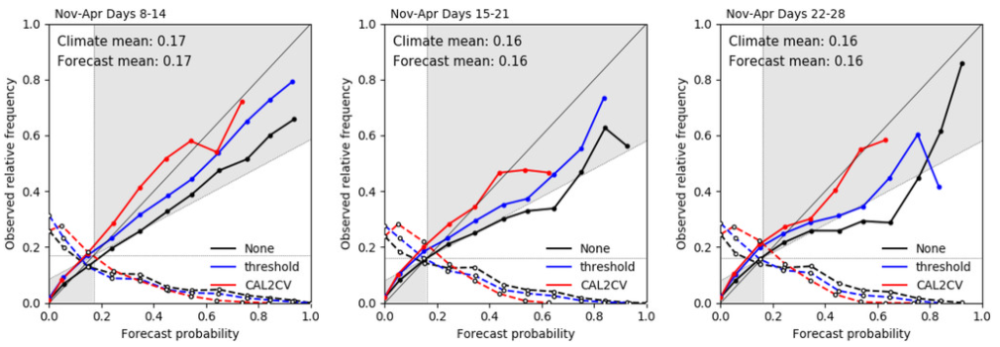 Nov-Apr Days 8-14
Climate mean: 0.17
Forecast mean: 0.17
Observed relative frequency
1.0
0.8
0.6
0.4
0.2
0.0
None
threshold
CAL2CV
0.0 0.2 0.4 0.6 0.8 1.0
Forecast probability
Nov-Apr Days 15-21
Climate mean: 0.16
Forecast mean: 0.16
Observed relative frequency
1.0
0.8
0.6
0.4
0.2
0.0
None
threshold
CAL2CV
0.0 0.2 0.4 0.6 0.8 1.0
Forecast probability
Nov-Apr Days 22-28
Climate mean: 0.16
Forecast mean: 0.16
Observed relative frequency
1.0
0.8
0.6
0.4
0.2
0.0
None
threshold
CAL2CV
0.0 0.2 0.4 0.6 0.8 1.0
Forecast probability